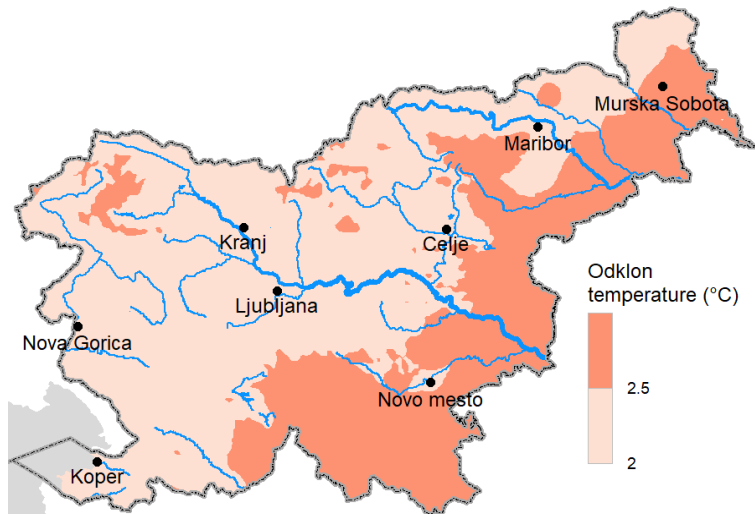 Murska Sobota
Maribor
Kranj
Celje
Ljubljana
Nova Gorica
Novo mesto
Koper
Odklon
temperature (°C)
2.5
2